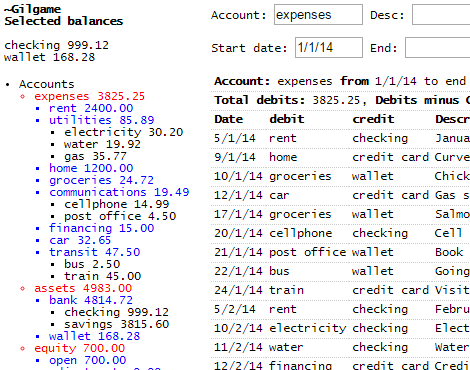 ~Gilgame
Selected balances
checking 999.12
wallet 168.28
Accounts
expenses 3825.25
rent 2400.00
utilities 85.89
electricity 30.20
water 19.92
gas 35.77
home 1200.00
groceries 24.72
communications 19.49
cellphone 14.99
post office 4.50
financing 15.00
car 32.65
transit 47.50
bus 2.50
train 45.00
assets 4983.00
bank 4814.72
checking 999.12
savings 3815.60
wallet 168.28
equity 700.00
open 700.00
Account: expenses Desc:
Start date: 1/1/14 End:
Account: expenses from 1/1/14 to end
Total debits: 3825.25, Debits minus
Date debit credit Descr
5/1/14 rent checking Janua
9/1/14 home credit card Curve
10/1/14 groceries wallet Chick
12/1/14 car credit card Gas s
17/1/14 groceries wallet Salmo
20/1/14 cellphone checking Cell
21/1/14 post office wallet Book
22/1/14 bus wallet Going
24/1/14 train credit card Visit
5/2/14 rent checking Febru
10/2/14 electricity checking Elect
11/2/14 water checking Water
12/2/14 financing credit card Credi